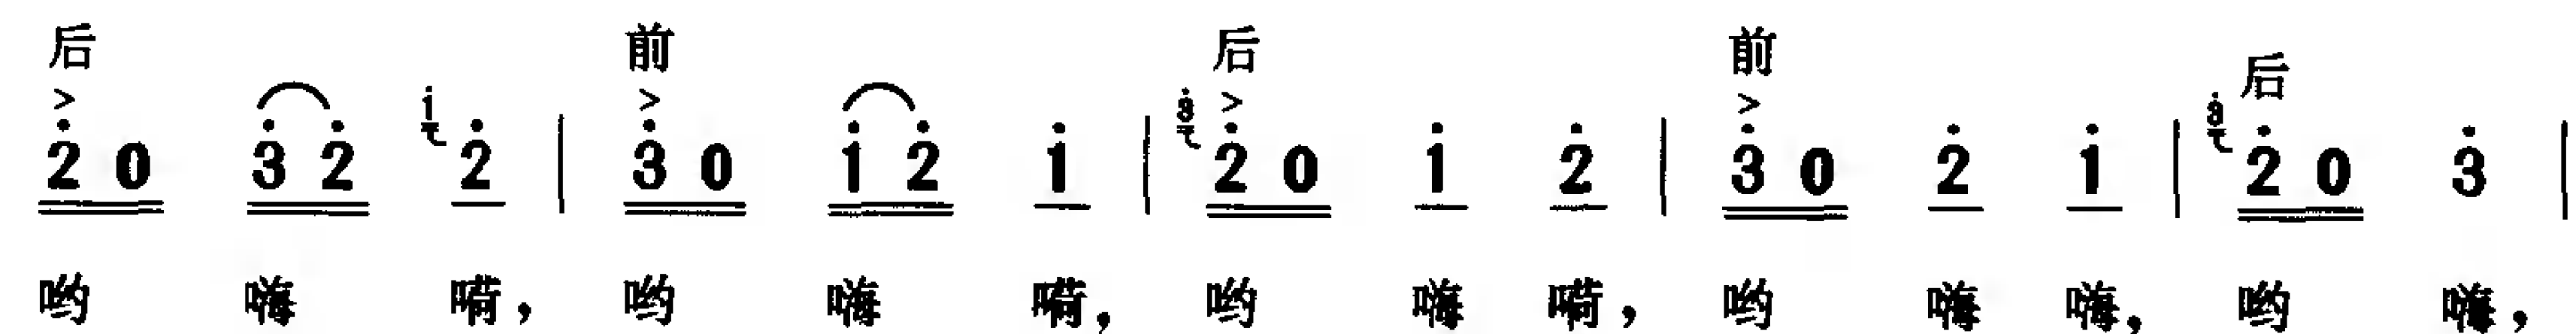 后 前 后 前 后
2 0 3 2 2 | 3 0 1 2 1 | 2 0 1 2 | 3 0 2 1 | 2 0 3 |
哟 嗨 嗬， 哟 嗨 嗬， 哟 嗨 嗬， 哟 嗨 嗨， 哟 嗨，